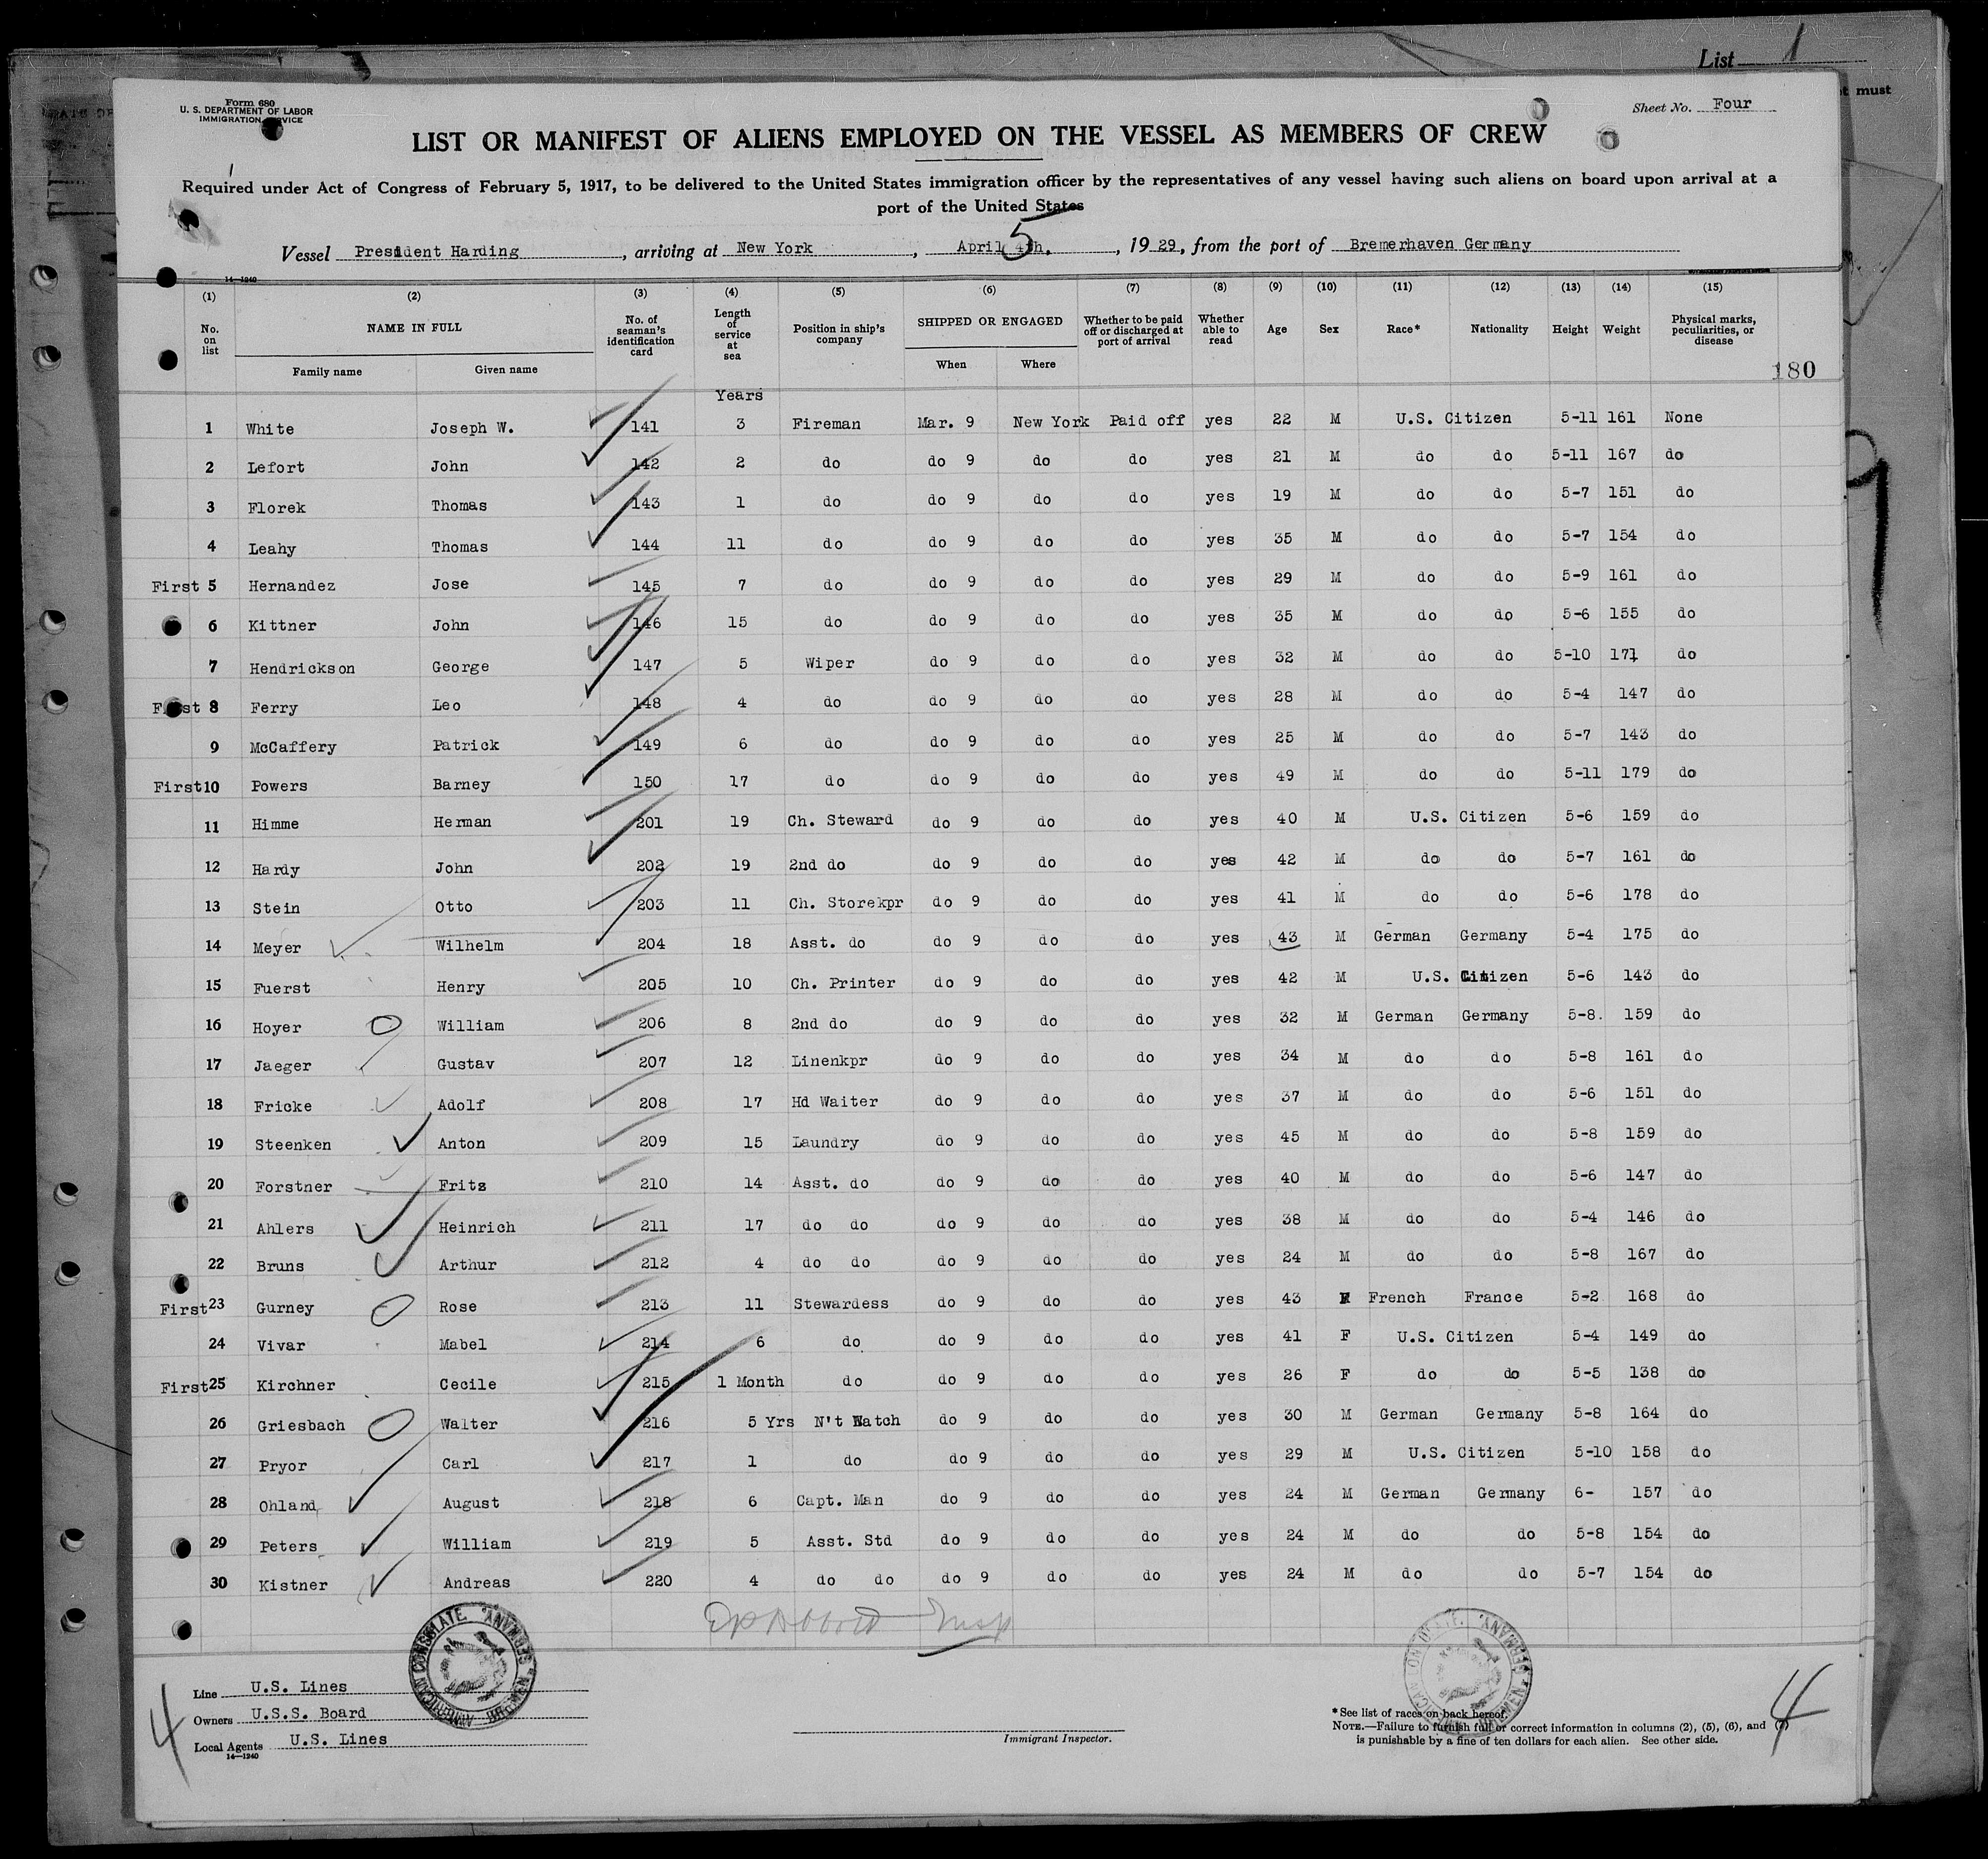 List 1
must
Form 680
U. S. DEPARTMENT OF LABOR
IMMIGRATION SERVICE
Sheet No. Four
LIST OR MANIFEST OF ALIENS EMPLOYED ON THE VESSEL AS MEMBERS OF CREW
Required under Act of Congress of February 5, 1917, to be delivered to the United States immigration officer by the representatives of any vessel having such aliens on board upon arrival at a
port of the United States
Vessel President Harding, arriving at New York, April 4th. 5, 1929, from the port of Bremerhaven Germany
14—1240
(1) (2) (3) (4) (5) (6) (7) (8) (9) (10) (11) (12) (13) (14) (15)
No. on list NAME IN FULL No. of seaman's identification card Length of service at sea Position in ship's company SHIPPED OR ENGAGED Whether to be paid off or discharged at port of arrival Whether able to read Age Sex Race* Nationality Height Weight Physical marks, peculiarities, or disease
Family name Given name When Where
180
Years
1 White Joseph W. 141 3 Fireman Mar. 9 New York Paid off yes 22 M U.S. Citizen 5-11 161 None
2 Lefort John 142 2 do do 9 do do yes 21 M do do 5-11 167 do
3 Florek Thomas 143 1 do do 9 do do yes 19 M do do 5-7 151 do
4 Leahy Thomas 144 11 do do 9 do do yes 35 M do do 5-7 154 do
First 5 Hernandez Jose 145 7 do do 9 do do yes 29 M do do 5-9 161 do
6 Kittner John 146 15 do do 9 do do yes 35 M do do 5-6 155 do
7 Hendrickson George 147 5 Wiper do 9 do do yes 32 M do do 5-10 171 do
First 8 Ferry Leo 148 4 do do 9 do do yes 28 M do do 5-4 147 do
9 McCaffery Patrick 149 6 do do 9 do do yes 25 M do do 5-7 143 do
First 10 Powers Barney 150 17 do do 9 do do yes 49 M do do 5-11 179 do
11 Himme Herman 201 19 Ch. Steward do 9 do do yes 40 M U.S. Citizen 5-6 159 do
12 Hardy John 202 19 2nd do do 9 do do yes 42 M do do 5-7 161 do
13 Stein Otto 203 11 Ch. Storekpr do 9 do do yes 41 M do do 5-6 178 do
14 Meyer Wilhelm 204 18 Asst. do do 9 do do yes 43 M German Germany 5-4 175 do
15 Fuerst Henry 205 10 Ch. Printer do 9 do do yes 42 M U.S. Citizen 5-6 143 do
16 Hoyer William 206 8 2nd do do 9 do do yes 32 M German Germany 5-8. 159 do
17 Jaeger Gustav 207 12 Linenkpr do 9 do do yes 34 M do do 5-8 161 do
18 Fricke Adolf 208 17 Hd Waiter do 9 do do yes 37 M do do 5-6 151 do
19 Steenken Anton 209 15 Laundry do 9 do do yes 45 M do do 5-8 159 do
20 Forstner Fritz 210 14 Asst. do do 9 do do yes 40 M do do 5-6 147 do
21 Ahlers Heinrich 211 17 do do do 9 do do yes 38 M do do 5-4 146 do
22 Bruns Arthur 212 4 do do do 9 do do yes 24 M do do 5-8 167 do
First 23 Gurney Rose 213 11 Stewardess do 9 do do yes 43 F French France 5-2 168 do
24 Vivar Mabel 214 6 do do 9 do do yes 41 F U.S. Citizen 5-4 149 do
First 25 Kirchner Cecile 215 1 Month do do 9 do do yes 26 F do do 5-5 138 do
26 Griesbach Walter 216 5 Yrs N't Watch do 9 do do yes 30 M German Germany 5-8 164 do
27 Pryor Carl 217 1 do do 9 do do yes 29 M U.S. Citizen 5-10 158 do
28 Ohland August 218 6 Capt. Man do 9 do do yes 24 M German Germany 6- 157 do
29 Peters William 219 5 Asst. Std do 9 do do yes 24 M do do 5-8 154 do
30 Kistner Andreas 220 4 do do do 9 do do yes 24 M do do 5-7 154 do
AMERICAN CONSULATE. BREMEN, GERMANY.
AMERICAN CONSULATE. BREMEN, GERMANY.
4
Line U.S. Lines
Owners U.S.S. Board
Local Agents U.S. Lines
14—1240
Immigrant Inspector.
*See list of races on back hereof.
NOTE.—Failure to furnish full or correct information in columns (2), (5), (6), and (7)
is punishable by a fine of ten dollars for each alien. See other side.
4